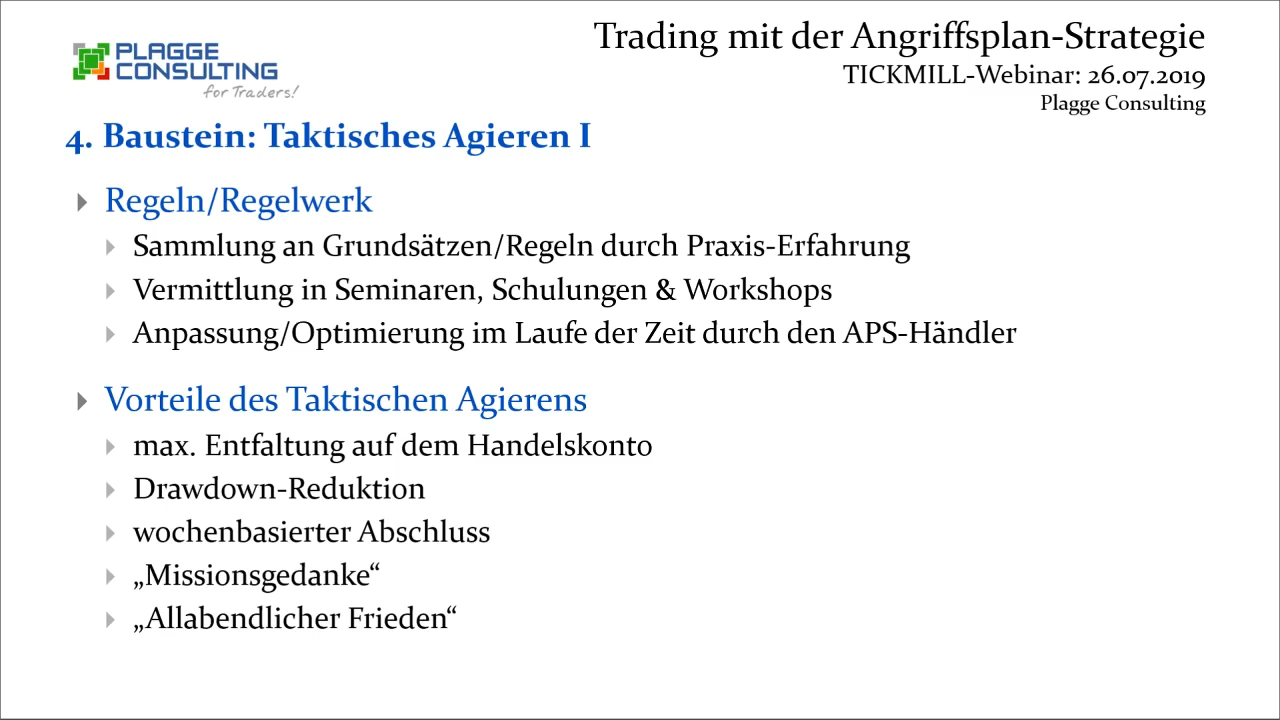 PLAGGE
CONSULTING
for Traders!
Trading mit der Angriffsplan-Strategie
TICKMILL-Webinar: 26.07.2019
Plagge Consulting
4. Baustein: Taktisches Agieren I
Regeln/Regelwerk
Sammlung an Grundsätzen/Regeln durch Praxis-Erfahrung
Vermittlung in Seminaren, Schulungen & Workshops
Anpassung/Optimierung im Laufe der Zeit durch den APS-Händler
Vorteile des Taktischen Agierens
max. Entfaltung auf dem Handelskonto
Drawdown-Reduktion
wochenbasierter Abschluss
„Missionsgedanke“
„Allabendlicher Frieden“